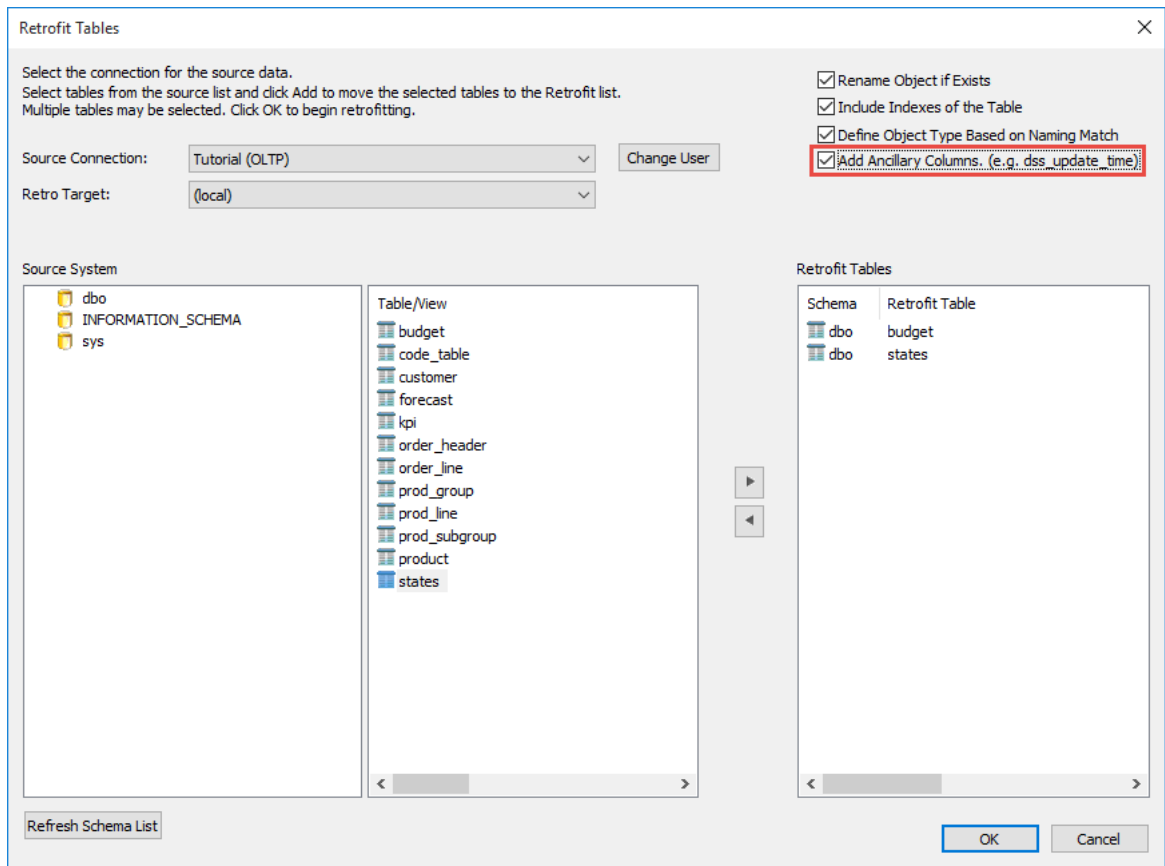 Retrofit Tables
Select the connection for the source data.
Select tables from the source list and click Add to move the selected tables to the Retrofit list.
Multiple tables may be selected. Click OK to begin retrofitting.
Rename Object if Exists
Include Indexes of the Table
Define Object Type Based on Naming Match
Add Ancillary Columns. (e.g. dss_update_time)
Source Connection:
Tutorial (OLTP)
Change User
Retro Target:
(local)
Source System
dbo
INFORMATION_SCHEMA
sys
Table/View
budget
code_table
customer
forecast
kpi
order_header
order_line
prod_group
prod_line
prod_subgroup
product
states
Retrofit Tables
Schema Retrofit Table
dbo budget
dbo states
Refresh Schema List
OK
Cancel